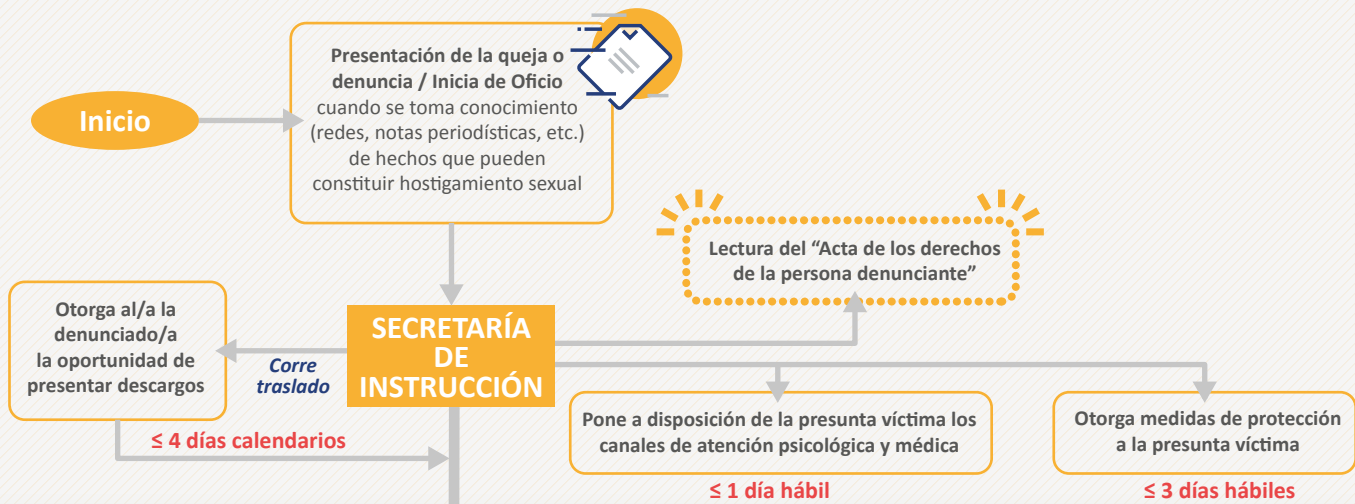 Inicio
Presentación de la queja o
denuncia / Inicia de Oficio
cuando se toma conocimiento
(redes, notas periodísticas, etc.)
de hechos que pueden
constituir hostigamiento sexual
Lectura del “Acta de los derechos
de la persona denunciante”
Otorga al/a la
denunciado/a
la oportunidad de
presentar descargos
Corre
traslado
SECRETARÍA
DE
INSTRUCCIÓN
≤ 4 días calendarios
Pone a disposición de la presunta víctima los
canales de atención psicológica y médica
≤ 1 día hábil
Otorga medidas de protección
a la presunta víctima
≤ 3 días hábiles